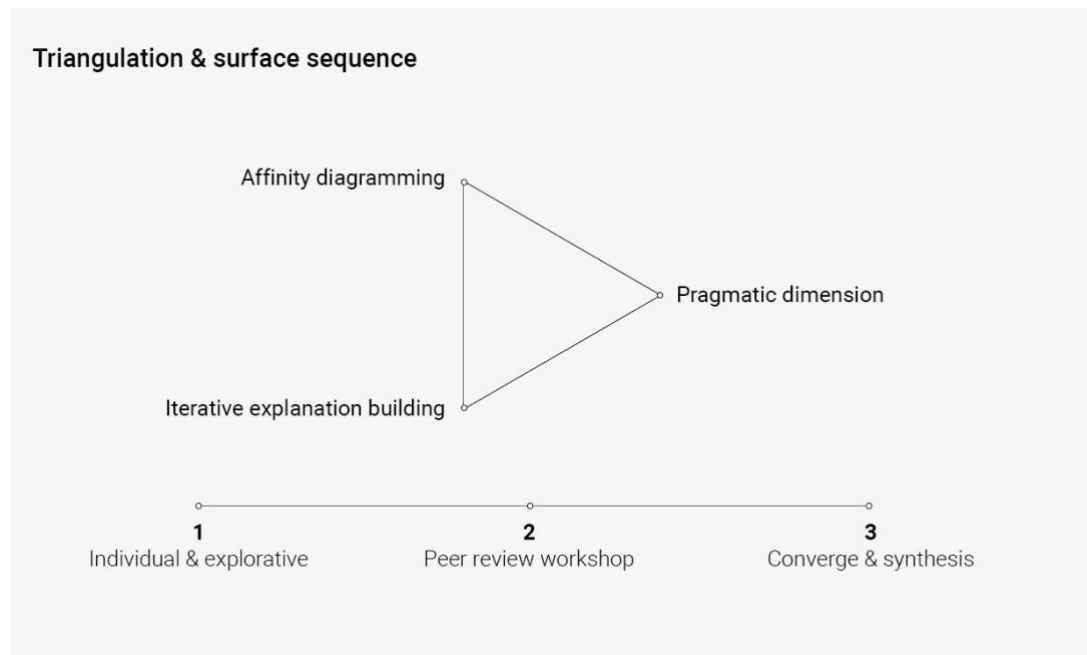 Triangulation & surface sequence
Affinity diagramming
Pragmatic dimension
Iterative explanation building
1
Individual & explorative
2
Peer review workshop
3
Converge & synthesis